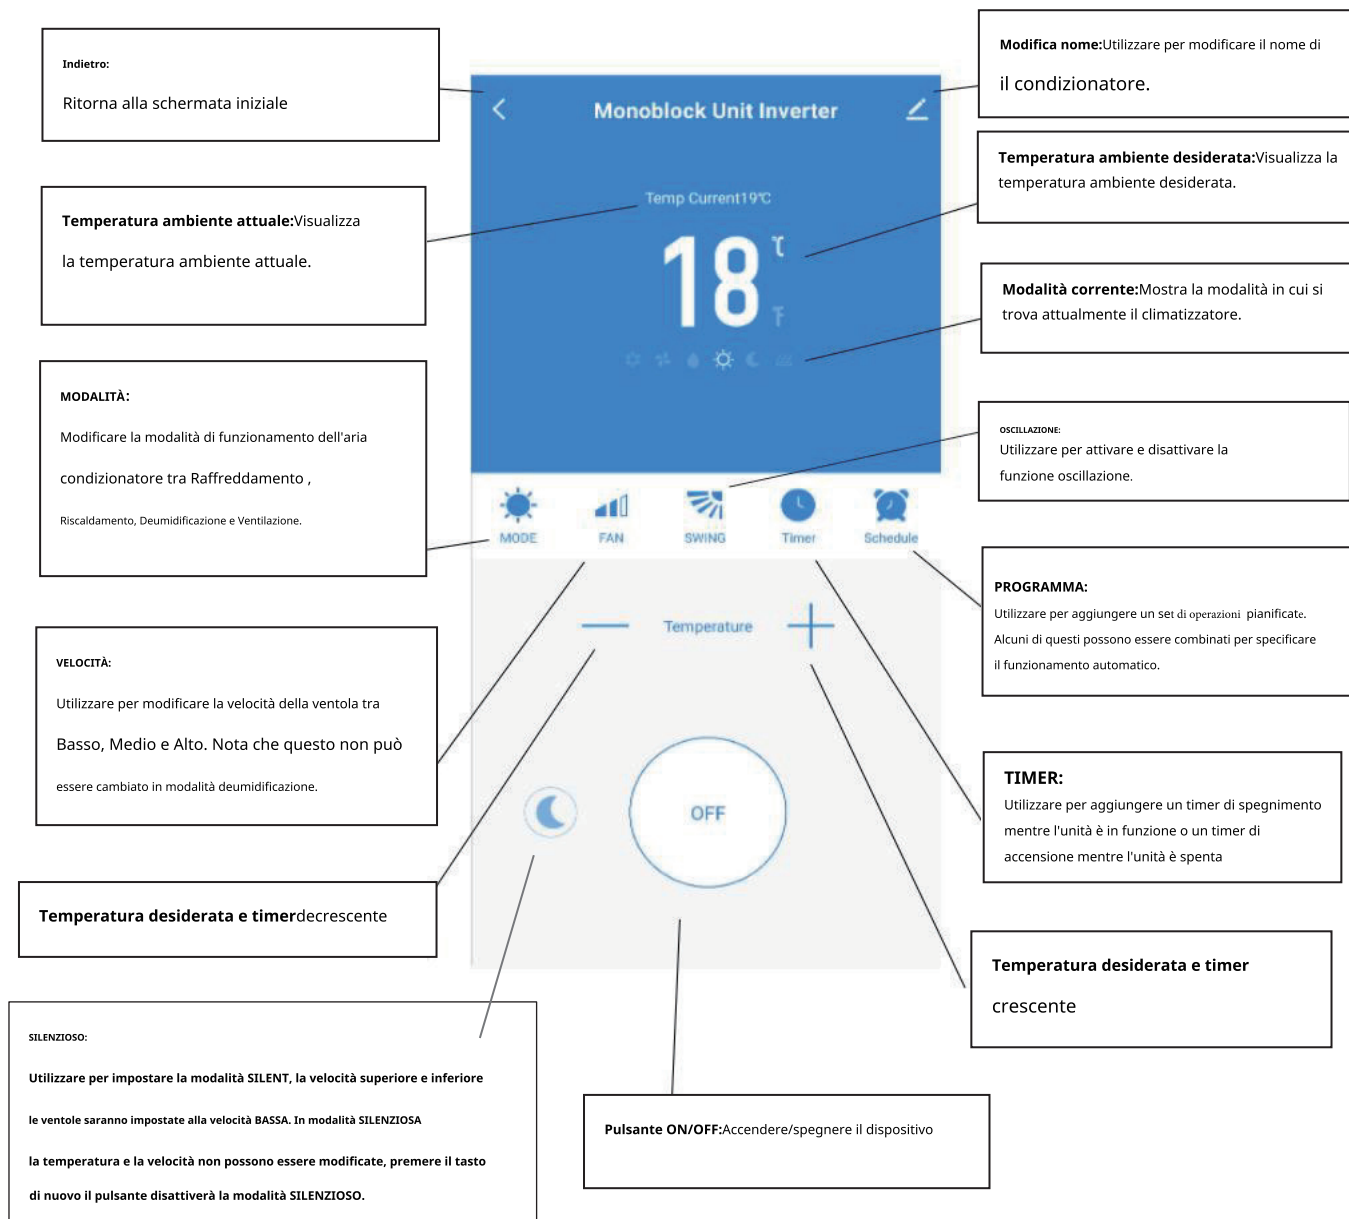 Indietro:
Ritorna alla schermata iniziale
Temperatura ambiente attuale:Visualizza
la temperatura ambiente attuale.
MODALITÀ:
Modificare la modalità di funzionamento dell'aria
condizionatore tra Raffreddamento ,
Riscaldamento, Deumidificazione e Ventilazione.
VELOCITÀ:
Utilizzare per modificare la velocità della ventola tra
Basso, Medio e Alto. Nota che questo non può
essere cambiato in modalità deumidificazione.
Temperatura desiderata e timerdecrescente
SILENZIOSO:
Utilizzare per impostare la modalità SILENT, la velocità superiore e inferiore
le ventole saranno impostate alla velocità BASSA. In modalità SILENZIOSA
la temperatura e la velocità non possono essere modificate, premere il tasto
di nuovo il pulsante disattiverà la modalità SILENZIOSO.
Monoblock Unit Inverter
Temp Current19℃
18 ℃
℉
MODE FAN SWING Timer Schedule
Temperature
OFF
Pulsante ON/OFF:Accendere/spegnere il dispositivo
Modifica nome:Utilizzare per modificare il nome di
il condizionatore.
Temperatura ambiente desiderata:Visualizza la
temperatura ambiente desiderata.
Modalità corrente:Mostra la modalità in cui si
trova attualmente il climatizzatore.
OSCILLAZIONE:
Utilizzare per attivare e disattivare la
funzione oscillazione.
PROGRAMMA:
Utilizzare per aggiungere un set di operazioni pianificate.
Alcuni di questi possono essere combinati per specificare
il funzionamento automatico.
TIMER:
Utilizzare per aggiungere un timer di spegnimento
mentre l'unità è in funzione o un timer di
accensione mentre l'unità è spenta
Temperatura desiderata e timer
crescente